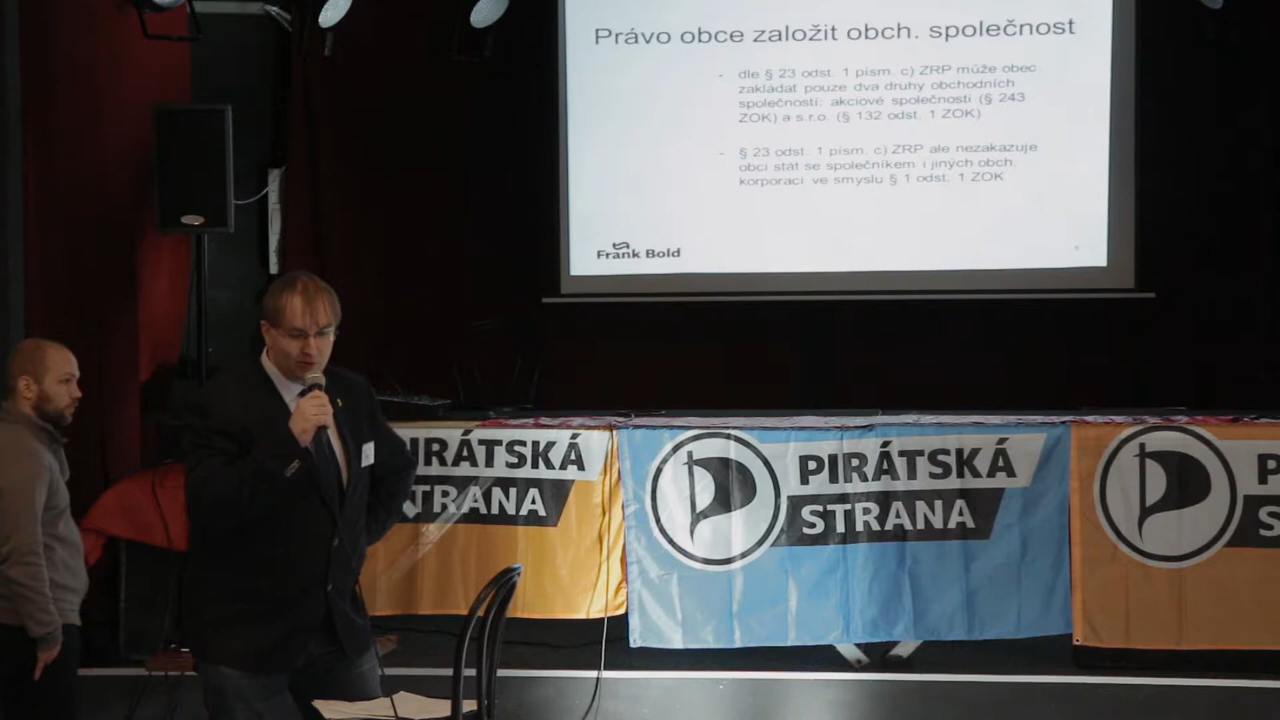 Právo obce založit obch. společnost
- dle § 23 odst. 1 písm. c) ZRP může obec
zakládat pouze dva druhy obchodních
společností: akciové společnosti (§ 243
ZOK) a s.r.o. (§ 132 odst. 1 ZOK)
- § 23 odst. 1 písm. c) ZRP ale nezakazuje
obci stát se společníkem i jiných obch.
korporací ve smyslu § 1 odst. 1 ZOK
Frank Bold
IRÁTSKÁ
TRANA
PIRÁTSKÁ
STRANA
P
S